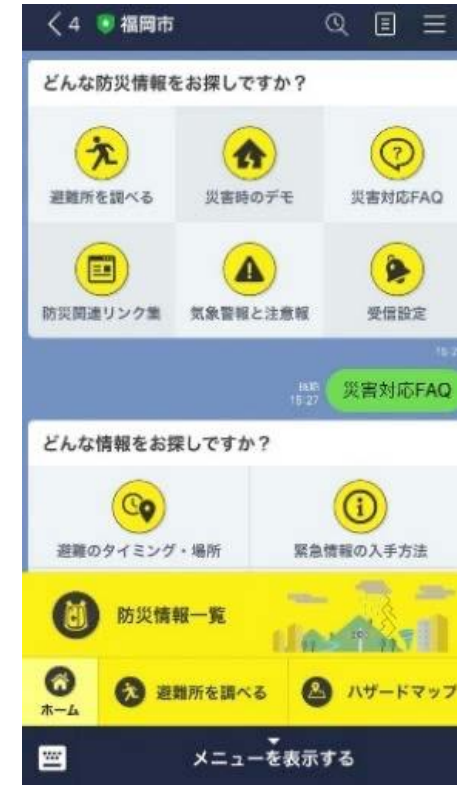 4 福岡市
どんな防災情報をお探しですか？
避難所を調べる 災害時のデモ 災害対応FAQ
防災関連リンク集 気象警報と注意報 受信設定
災害対応FAQ
既読
15:27
どんな情報をお探しですか？
避難のタイミング・場所 緊急情報の入手方法
防災情報一覧
ホーム 避難所を調べる ハザードマップ
メニューを表示する